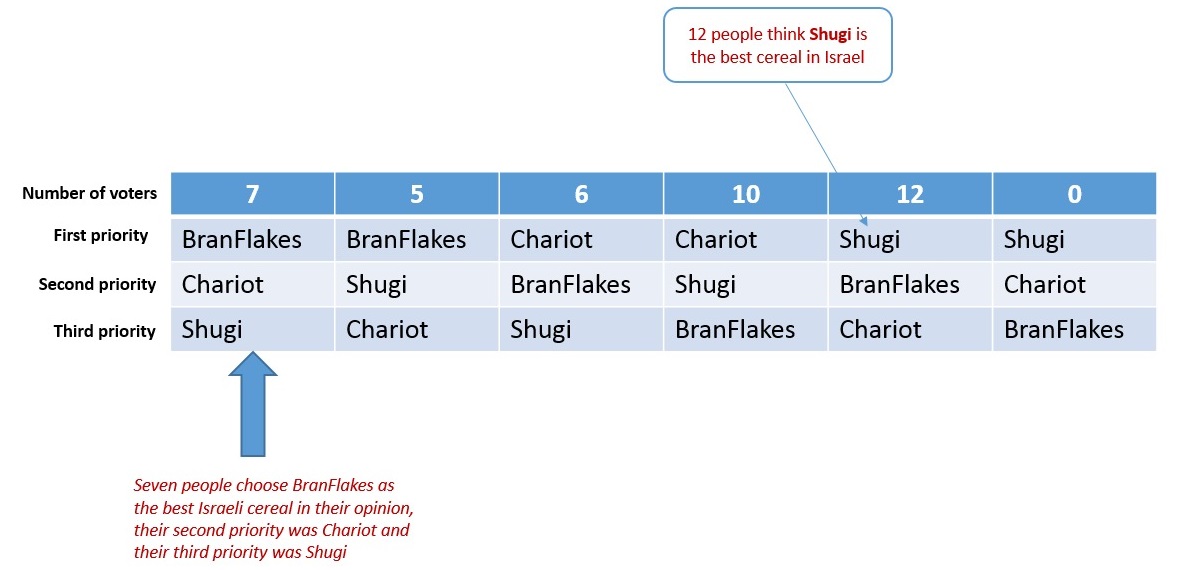 12 people think Shugi is
the best cereal in Israel
Number of voters 7 5 6 10 12 0
First priority BranFlakes BranFlakes Chariot Chariot Shugi Shugi
Second priority Chariot Shugi BranFlakes Shugi BranFlakes Chariot
Third priority Shugi Chariot Shugi BranFlakes Chariot BranFlakes
Seven people choose BranFlakes as
the best Israeli cereal in their opinion,
their second priority was Chariot and
their third priority was Shugi